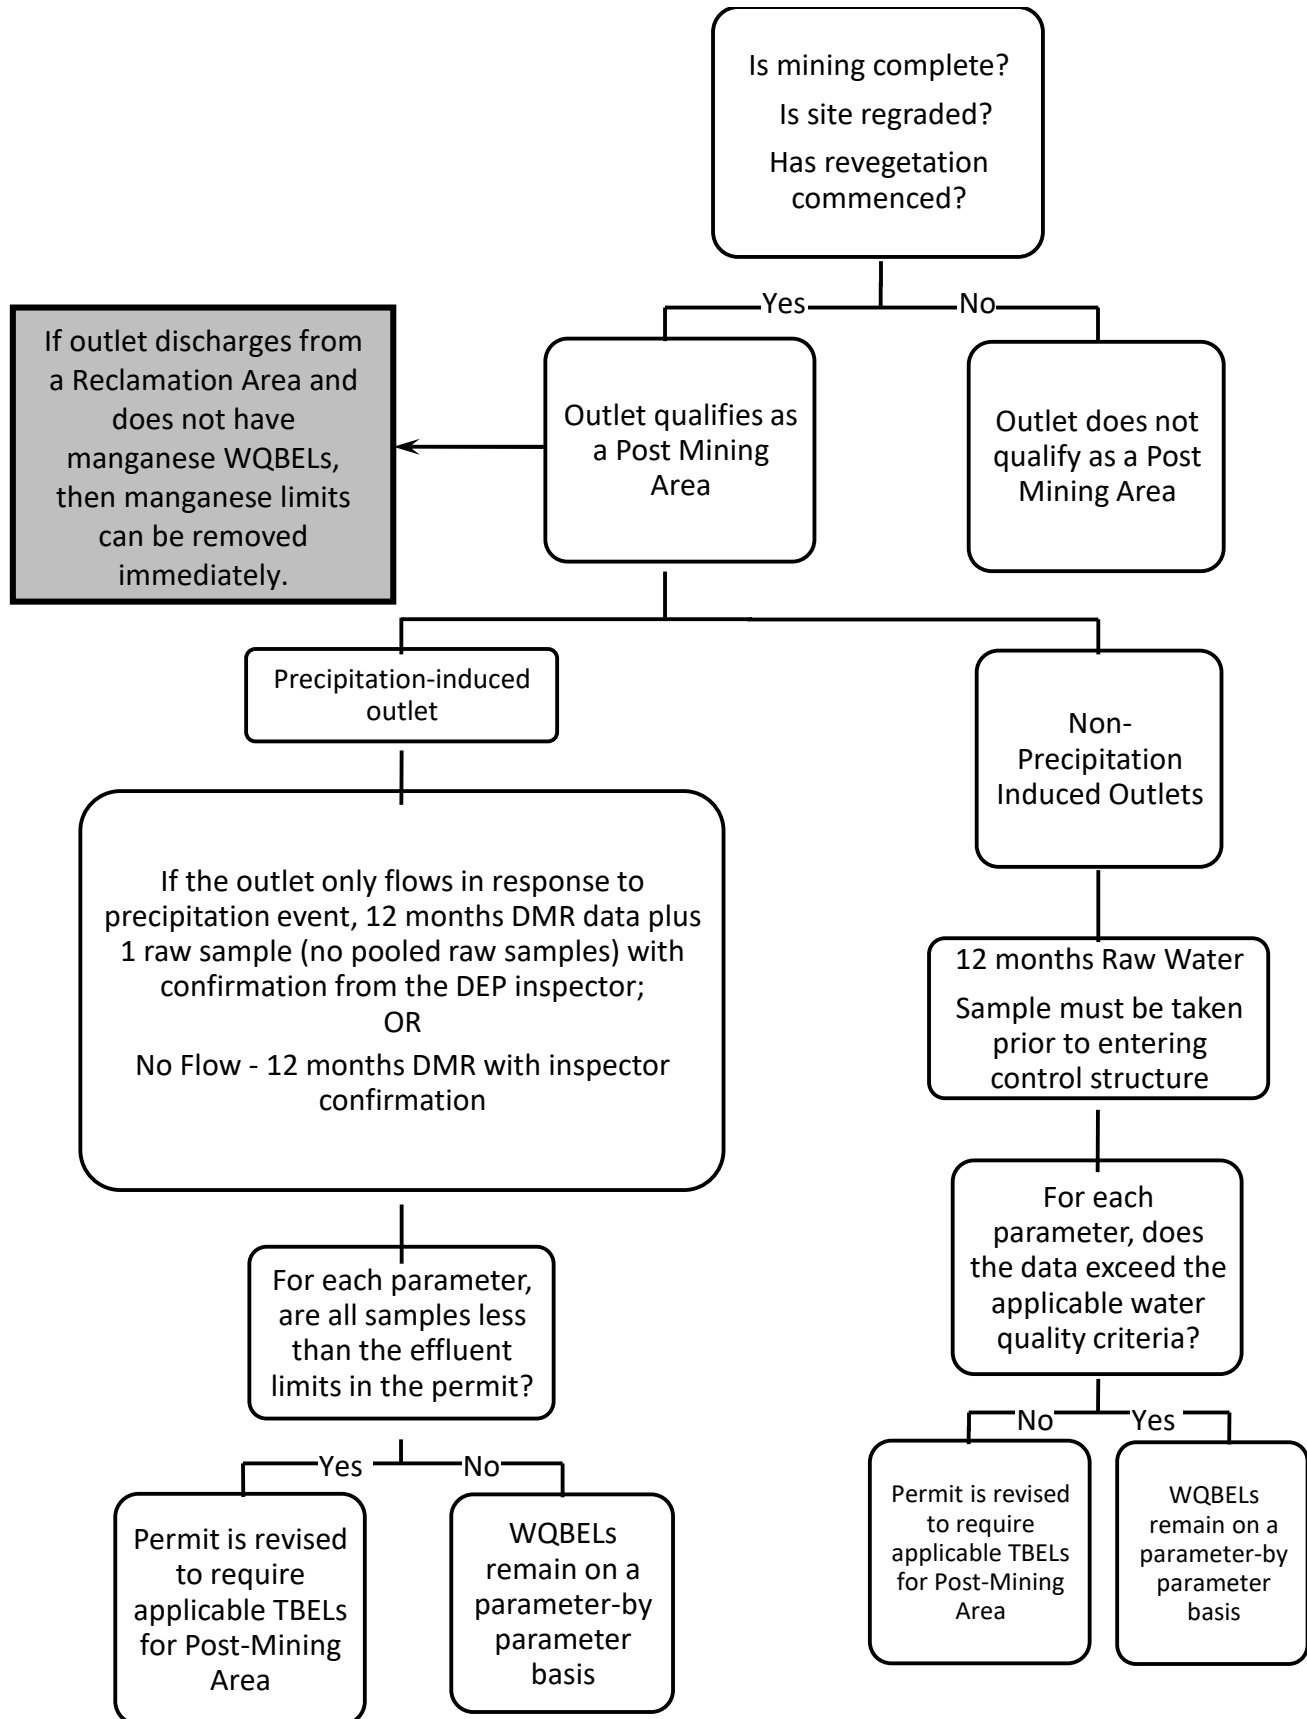 Is mining complete?
Is site regraded?
Has revegetation
commenced?
Yes
No
If outlet discharges from
a Reclamation Area and
does not have
manganese WQBELs,
then manganese limits
can be removed
immediately.
Outlet qualifies as
a Post Mining
Area
Outlet does not
qualify as a Post
Mining Area
Precipitation-induced
outlet
Non-
Precipitation
Induced Outlets
If the outlet only flows in response to
precipitation event, 12 months DMR data plus
1 raw sample (no pooled raw samples) with
confirmation from the DEP inspector;
OR
No Flow - 12 months DMR with inspector
confirmation
12 months Raw Water
Sample must be taken
prior to entering
control structure
For each parameter,
are all samples less
than the effluent
limits in the permit?
For each
parameter, does
the data exceed the
applicable water
quality criteria?
Yes
No
No
Yes
Permit is revised
to require
applicable TBELs
for Post-Mining
Area
WQBELs
remain on a
parameter-by
parameter
basis
Permit is revised
to require
applicable TBELs
for Post-Mining
Area
WQBELs
remain on a
parameter-by
parameter
basis